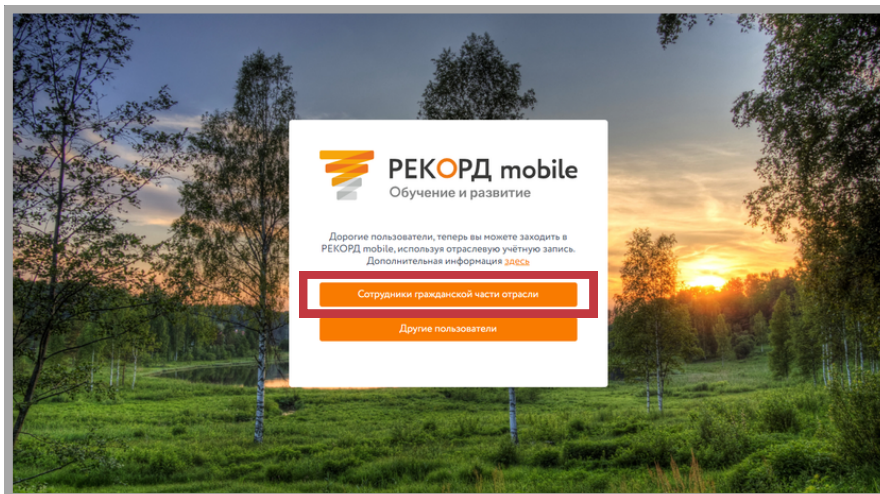 РЕКОРД mobile
Обучение и развитие
Дорогие пользователи, теперь вы можете заходить в
РЕКОРД mobile, используя отраслевую учётную запись.
Дополнительная информация здесь
Сотрудники гражданской части отрасли
Другие пользователи